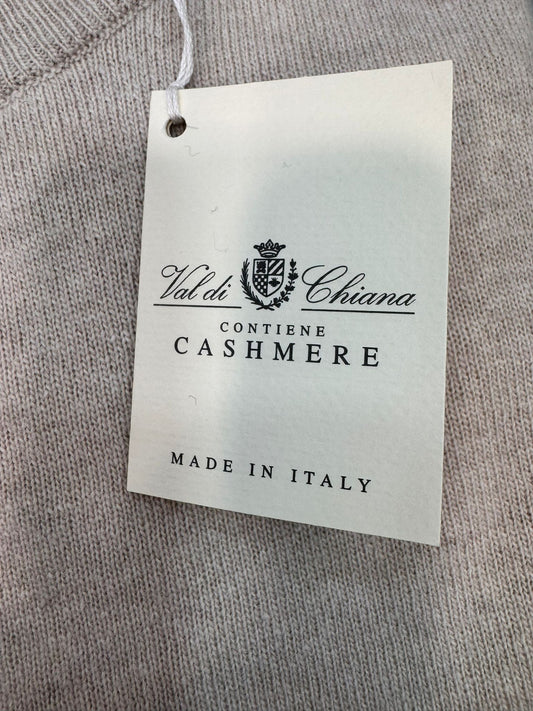 Val di Chiana
CONTIENE
CASHMERE
MADE IN ITALY